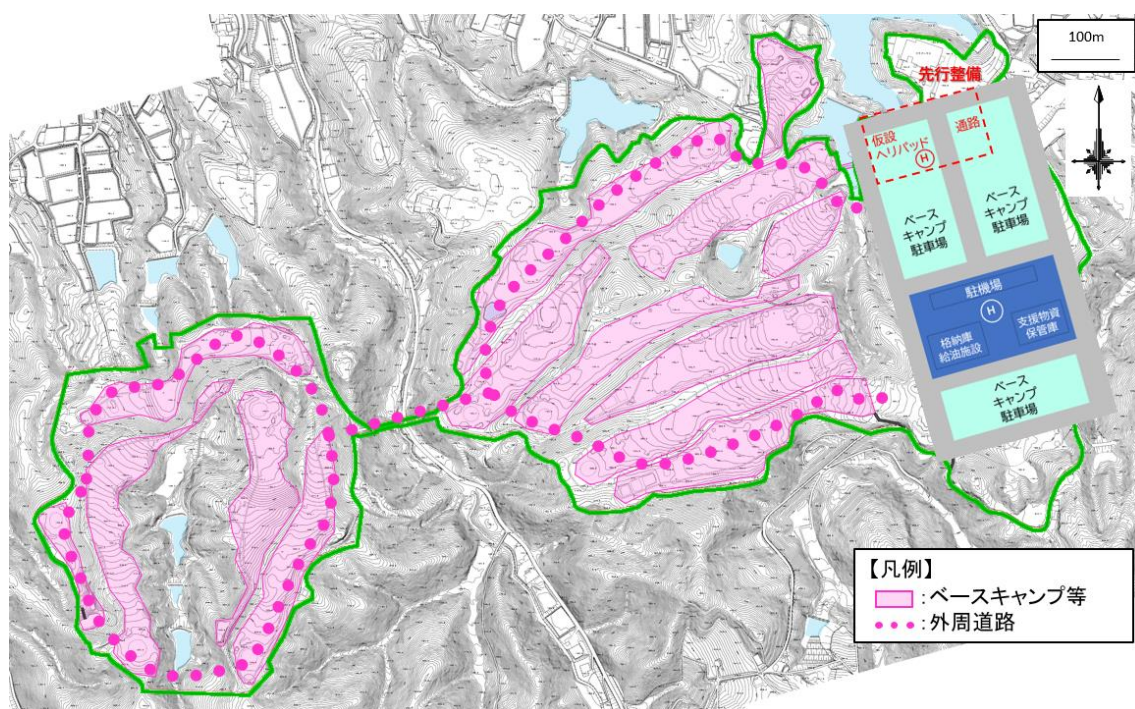 100m
先行整備
仮設
ヘリパッド
H
通路
ベース
キャンプ
駐車場
ベース
キャンプ
駐車場
駐機場
H
格納庫
給油施設
支援物資
保管庫
ベース
キャンプ
駐車場
【凡例】
:ベースキャンプ等
:外周道路